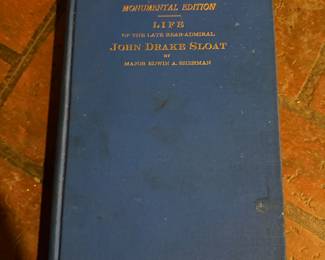 MONUMENTAL EDITION
LIFE
OF THE LATE REAR-ADMIRAL
JOHN DRAKE SLOAT
BY
MAJOR EDWIN A. SHERMAN